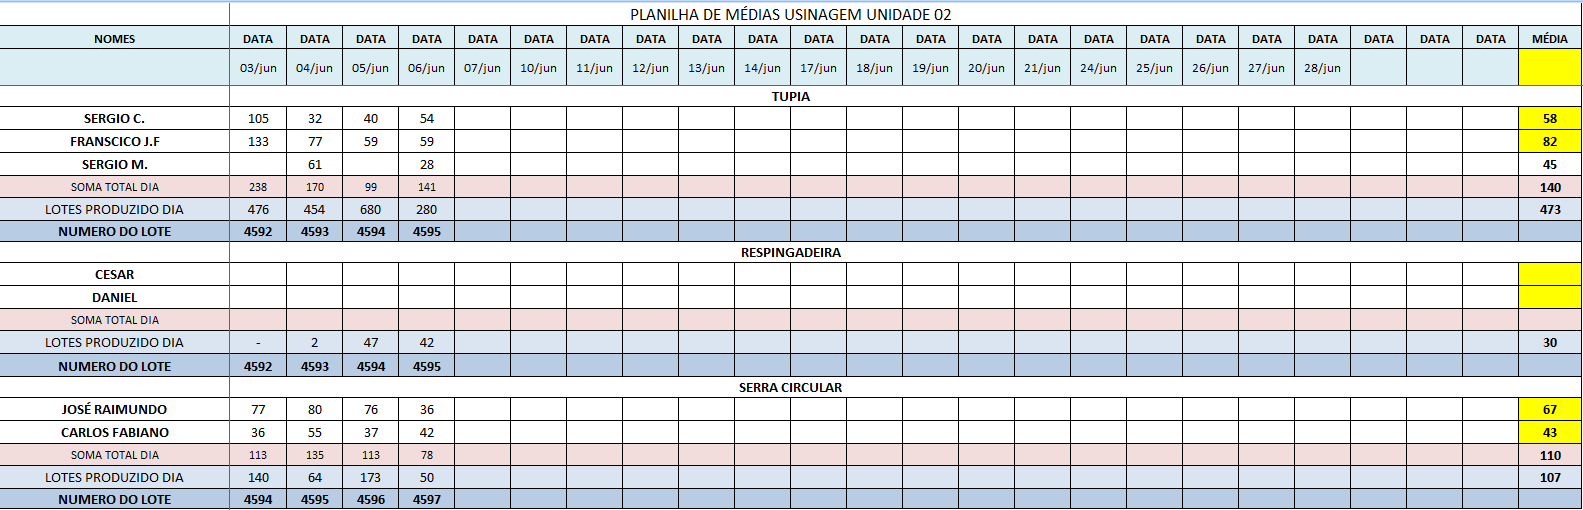 PLANILHA DE MÉDIAS USINAGEM UNIDADE 02
NOMES DATA DATA DATA DATA DATA DATA DATA DATA DATA DATA DATA DATA DATA DATA DATA DATA DATA DATA DATA DATA DATA DATA DATA MÉDIA
03/jun 04/jun 05/jun 06/jun 07/jun 10/jun 11/jun 12/jun 13/jun 14/jun 17/jun 18/jun 19/jun 20/jun 21/jun 24/jun 25/jun 26/jun 27/jun 28/jun
TUPIA
SERGIO C. 105 32 40 54 58
FRANSCICO J.F 133 77 59 59 82
SERGIO M. 61 28 45
SOMA TOTAL DIA 238 170 99 141 140
LOTES PRODUZIDO DIA 476 454 680 280 473
NUMERO DO LOTE 4592 4593 4594 4595
RESPINGADEIRA
CESAR
DANIEL
SOMA TOTAL DIA
LOTES PRODUZIDO DIA - 2 47 42 30
NUMERO DO LOTE 4592 4593 4594 4595
SERRA CIRCULAR
JOSÉ RAIMUNDO 77 80 76 36 67
CARLOS FABIANO 36 55 37 42 43
SOMA TOTAL DIA 113 135 113 78 110
LOTES PRODUZIDO DIA 140 64 173 50 107
NUMERO DO LOTE 4594 4595 4596 4597